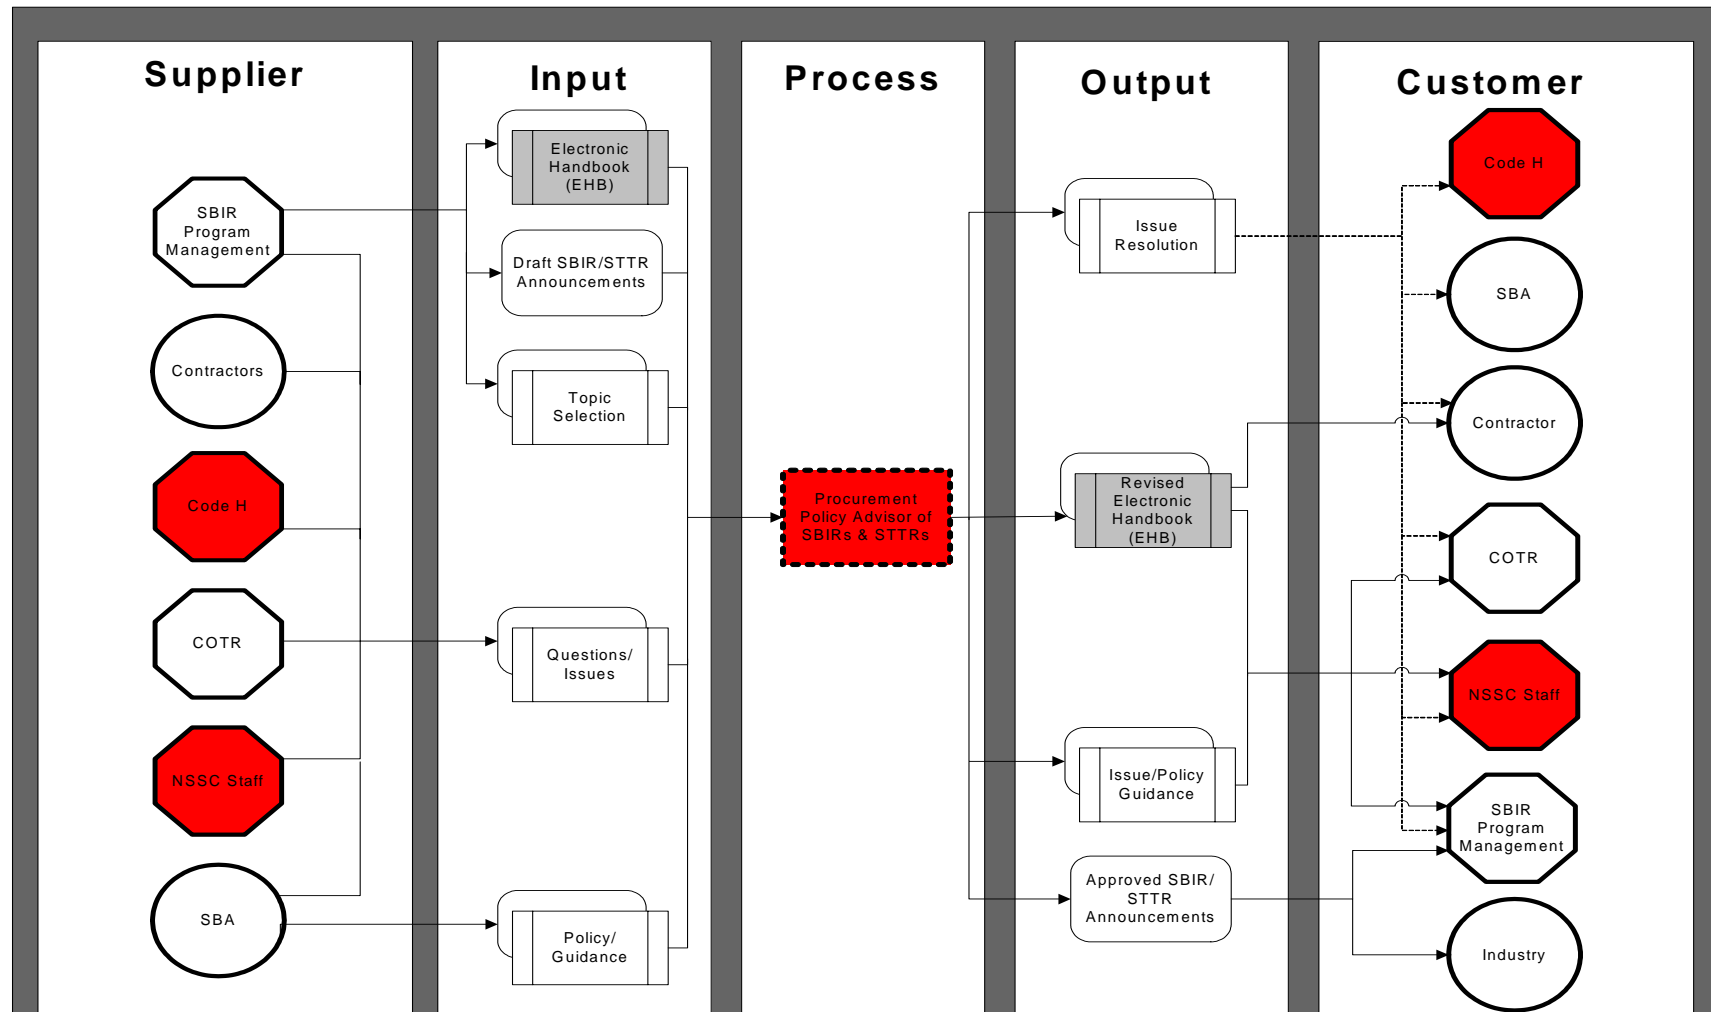 Supplier
Input
Process
Output
Customer
SBIR
Program
Management
Contractors
Code H
COTR
NSSC Staff
SBA
Electronic
Handbook
(EHB)
Draft SBIR/STTR
Announcements
Topic
Selection
Questions/
Issues
Policy/
Guidance
Procurement
Policy Advisor of
SBIRs & STTRs
Issue
Resolution
Revised
Electronic
Handbook
(EHB)
Issue/Policy
Guidance
Approved SBIR/
STTR
Announcements
Code H
SBA
Contractor
COTR
NSSC Staff
SBIR
Program
Management
Industry